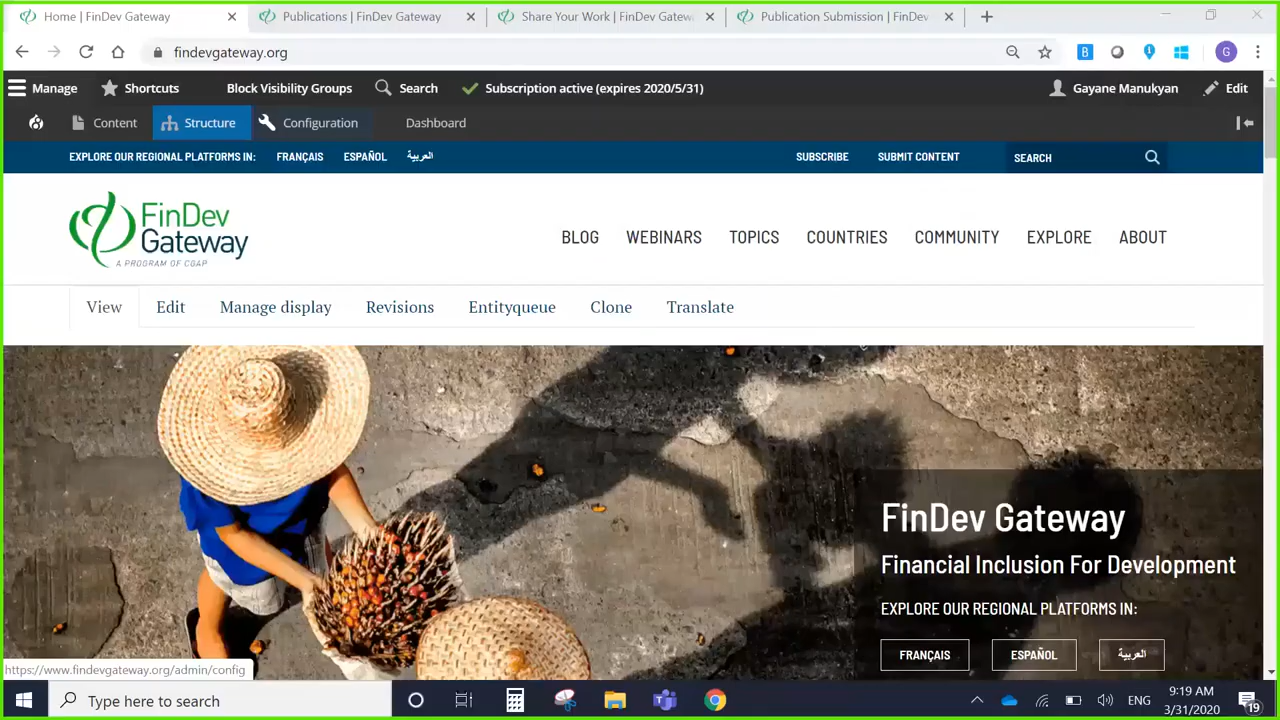 Home | FinDev Gateway
Publications | FinDev Gateway
Share Your Work | FinDev Gatew
Publication Submission | FinDev
findevgateway.org
B
G
Manage
Shortcuts
Block Visibility Groups
Search
Subscription active (expires 2020/5/31)
Gayane Manukyan
Edit
Content
Structure
Configuration
Dashboard
EXPLORE OUR REGIONAL PLATFORMS IN:
FRANÇAIS
ESPAÑOL
العربية
SUBSCRIBE
SUBMIT CONTENT
SEARCH
FinDev
Gateway
A PROGRAM OF CGAP
BLOG
WEBINARS
TOPICS
COUNTRIES
COMMUNITY
EXPLORE
ABOUT
View
Edit
Manage display
Revisions
Entityqueue
Clone
Translate
FinDev Gateway
Financial Inclusion For Development
EXPLORE OUR REGIONAL PLATFORMS IN:
FRANÇAIS
ESPAÑOL
العربية
https://www.findevgateway.org/admin/config
Type here to search
ENG
9:19 AM
3/31/2020
19